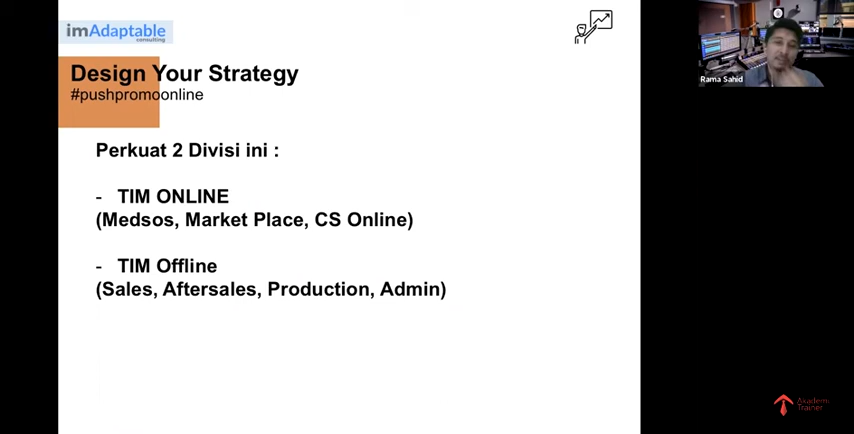 imAdaptable
consulting
Design Your Strategy
#pushpromoonline
Perkuat 2 Divisi ini :
- TIM ONLINE
(Medsos, Market Place, CS Online)
- TIM Offline
(Sales, Aftersales, Production, Admin)
Rama Sahid
Akademi
Trainer